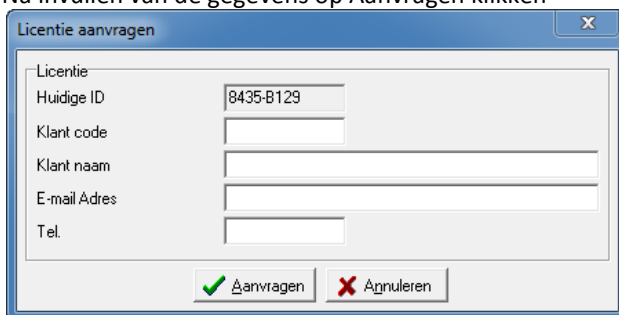 Na invullen van de gegevens op Aanvragen klikken
Licentie aanvragen
Licentie
Huidige ID 8435-B129
Klant code
Klant naam
E-mail Adres
Tel.
Aanvragen Annuleren